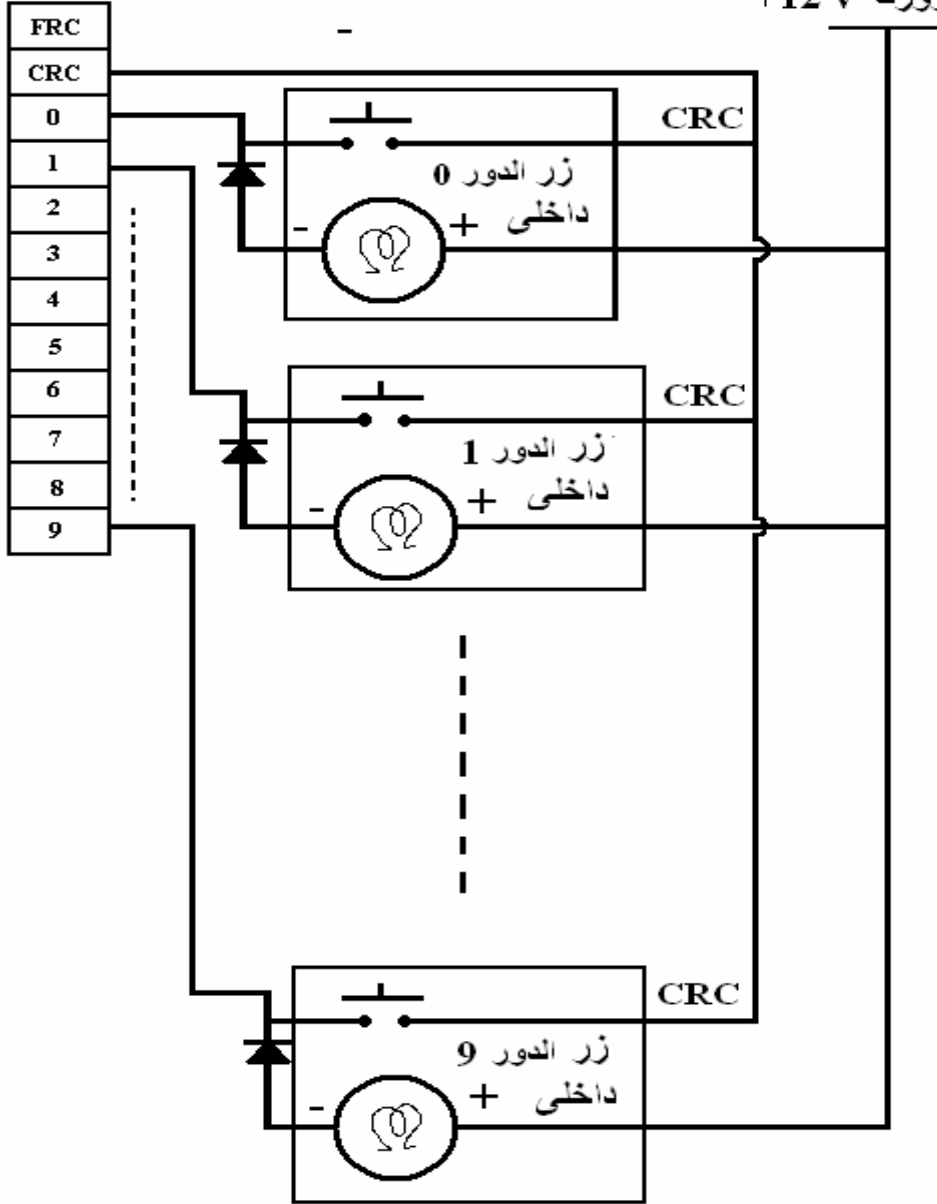 +12 V
FRC
CRC
0
1
2
3
4
5
6
7
8
9
CRC
زر الدور 0
داخلى
- +
CRC
زر الدور 1
داخلى
- +
CRC
زر الدور 9
داخلى
- +